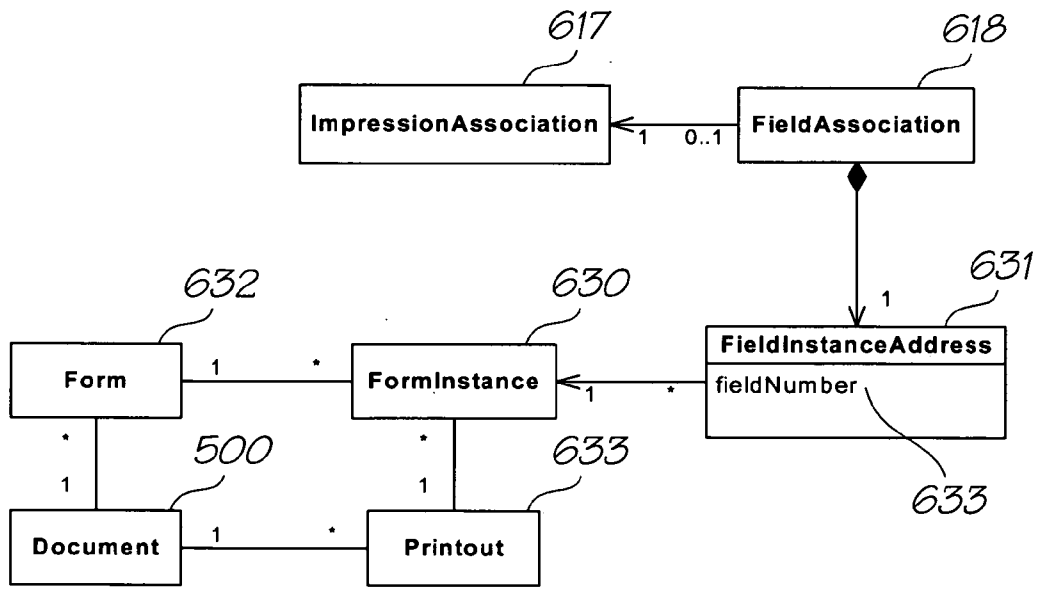 617
618
ImpressionAssociation
1
0..1
FieldAssociation
632
630
1
631
Form
1
*
FormInstance
1
*
FieldInstanceAddress
fieldNumber
*
1
500
*
1
633
633
Document
1
*
Printout